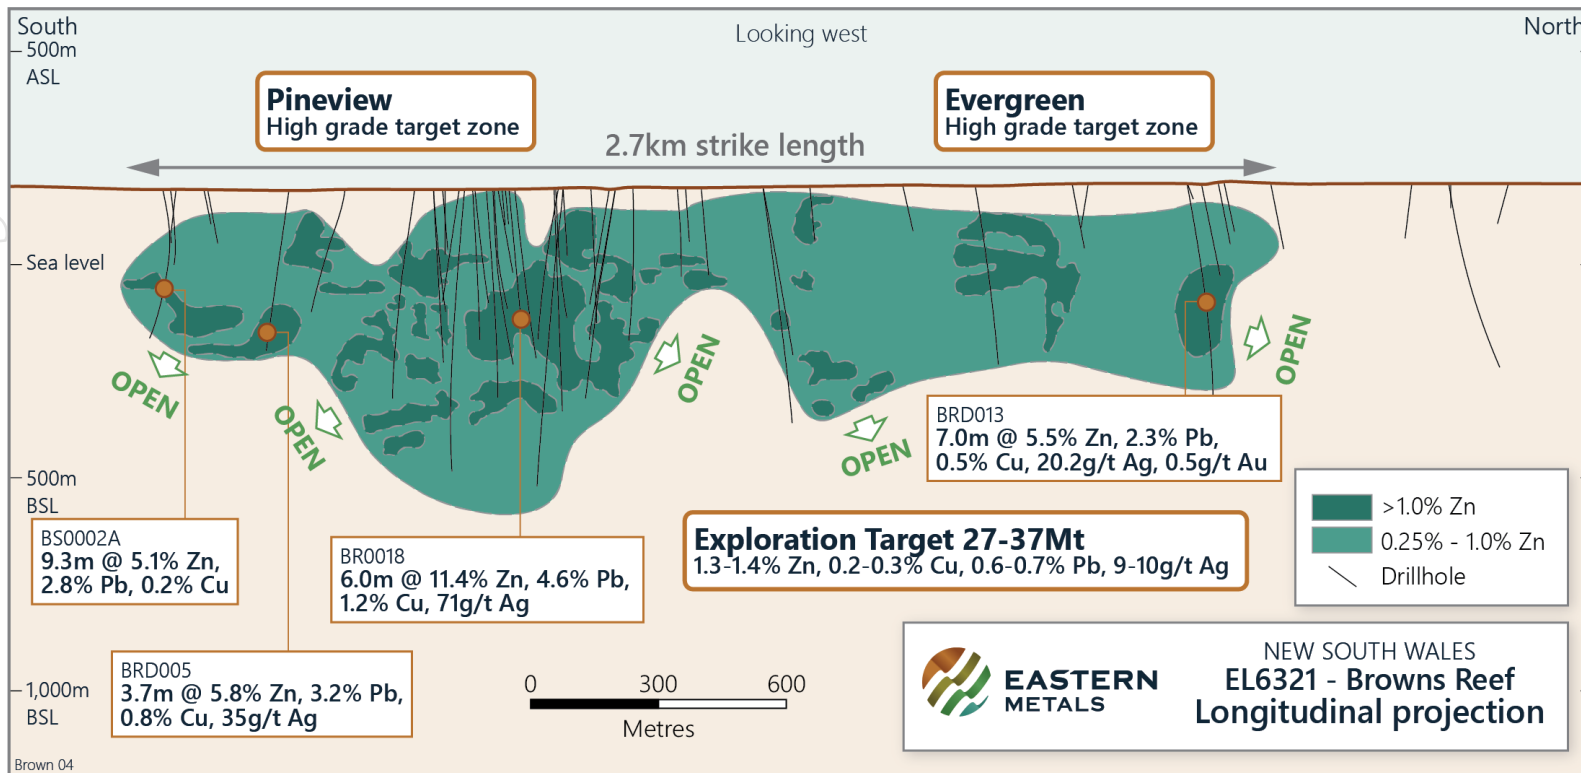 South
Looking west
North
500m
ASL
Pineview
High grade target zone
Evergreen
High grade target zone
2.7km strike length
Sea level
OPEN
OPEN
OPEN
OPEN
OPEN
500m
BSL
BRD013
7.0m @ 5.5% Zn, 2.3% Pb,
0.5% Cu, 20.2g/t Ag, 0.5g/t Au
BS0002A
9.3m @ 5.1% Zn,
2.8% Pb, 0.2% Cu
BR0018
6.0m @ 11.4% Zn, 4.6% Pb,
1.2% Cu, 71g/t Ag
Exploration Target 27-37Mt
1.3-1.4% Zn, 0.2-0.3% Cu, 0.6-0.7% Pb, 9-10g/t Ag
>1.0% Zn
0.25% - 1.0% Zn
Drillhole
1,000m
BSL
BRD005
3.7m @ 5.8% Zn, 3.2% Pb,
0.8% Cu, 35g/t Ag
0 300 600
Metres
EASTERN
METALS
NEW SOUTH WALES
EL6321 - Browns Reef
Longitudinal projection
Brown 04